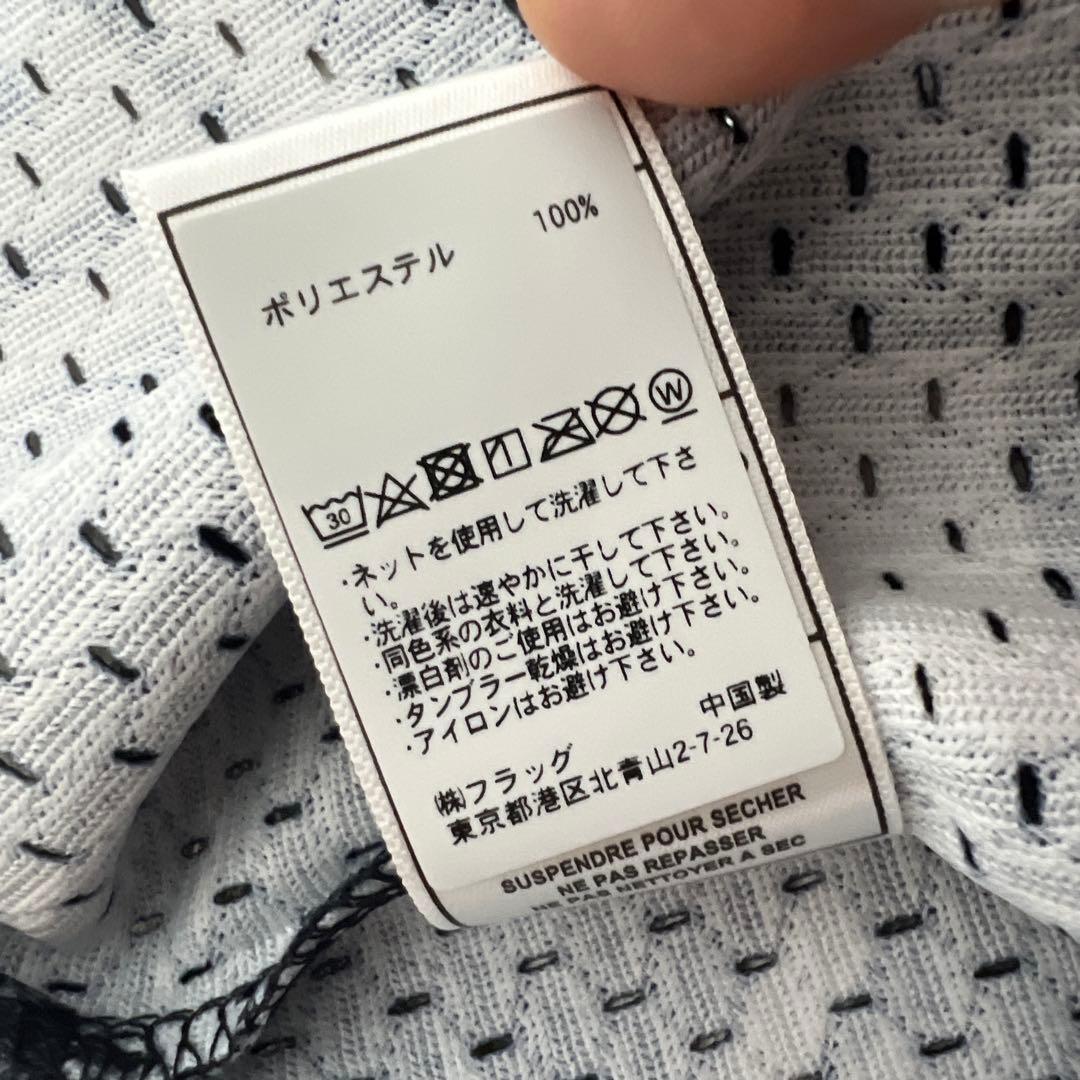 ポリエステル 100%
30
W
・ネットを使用して洗濯して下さ
い。
・洗濯後は速やかに干して下さい。
・同色系の衣料と洗濯して下さい。
・漂白剤のご使用はお避け下さい。
・タンブラー乾燥はお避け下さい。
・アイロンはお避け下さい。
中国製
㈱フラッグ
東京都港区北青山2-7-26
SUSPENDRE POUR SECHER
NE PAS REPASSER
NE PAS NETTOYER A SEC